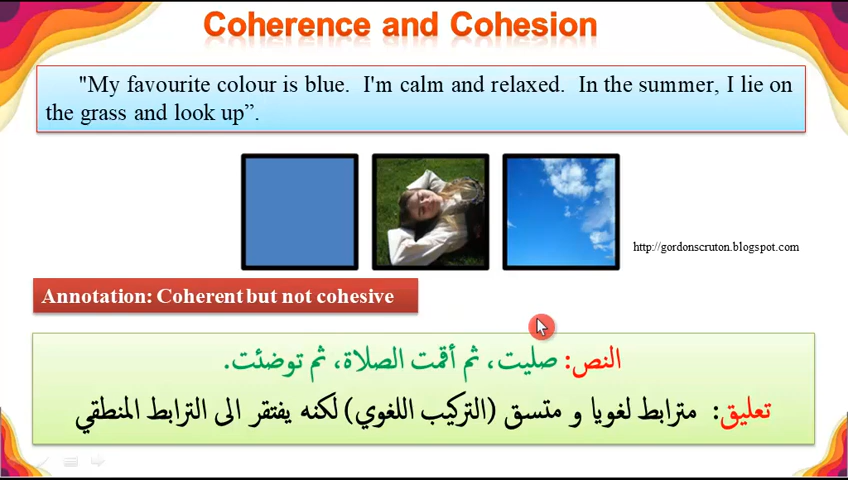 Coherence and Cohesion
"My favourite colour is blue. I'm calm and relaxed. In the summer, I lie on
the grass and look up”.
http://gordonscruton.blogspot.com
Annotation: Coherent but not cohesive
النص: صليت، ثم أقمت الصلاة، ثم توضئت.
تعليق: مترابط لغويا و متسق (التركيب اللغوي) لكنه يفتقر الى الترابط المنطقي